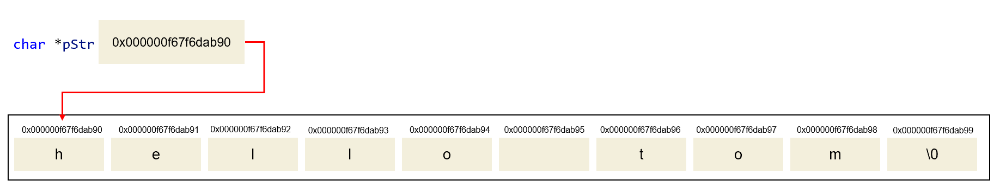 char *pStr 0x000000f67f6dab90
0x000000f67f6dab90 0x000000f67f6dab91 0x000000f67f6dab92 0x000000f67f6dab93 0x000000f67f6dab94 0x000000f67f6dab95 0x000000f67f6dab96 0x000000f67f6dab97 0x000000f67f6dab98 0x000000f67f6dab99
h e l l o t o m \0